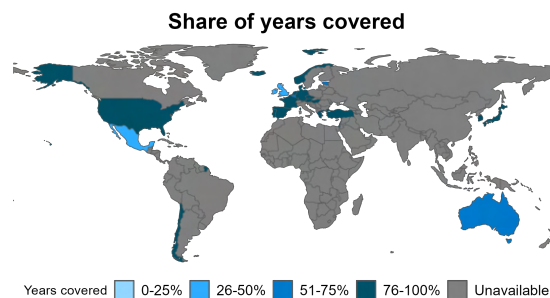 Share of years covered
Years covered 0-25% 26-50% 51-75% 76-100% Unavailable